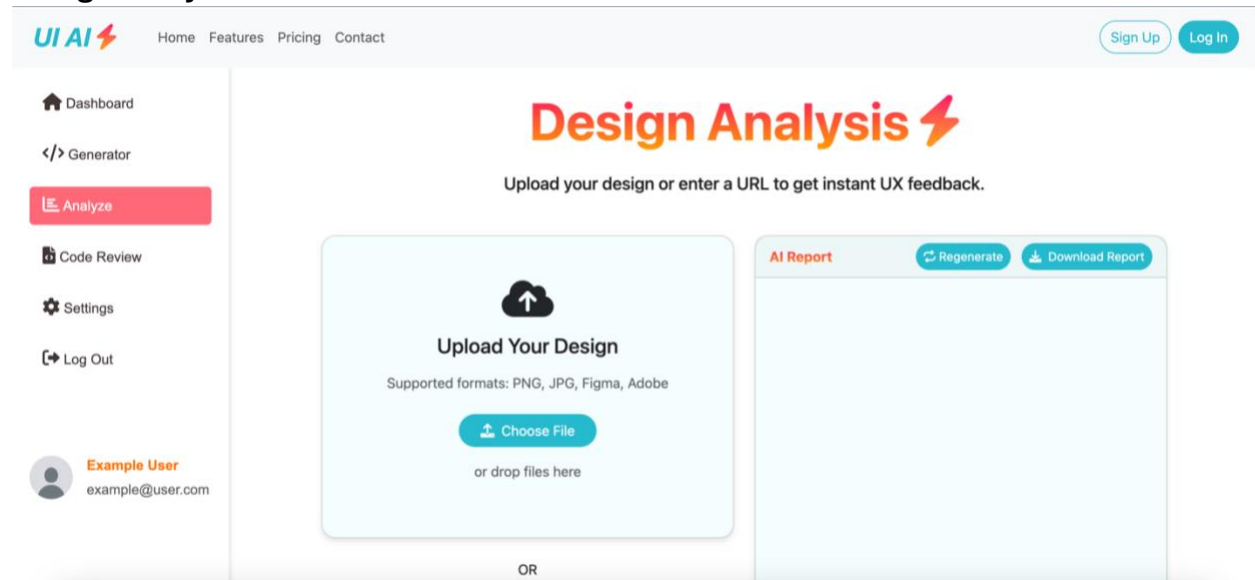 UI AI
Home Features Pricing Contact
Sign Up
Log In
Dashboard
</> Generator
Analyze
Code Review
Settings
Log Out
Example User
example@user.com
Design Analysis
Upload your design or enter a URL to get instant UX feedback.
Upload Your Design
Supported formats: PNG, JPG, Figma, Adobe
Choose File
or drop files here
OR
AI Report
Regenerate
Download Report